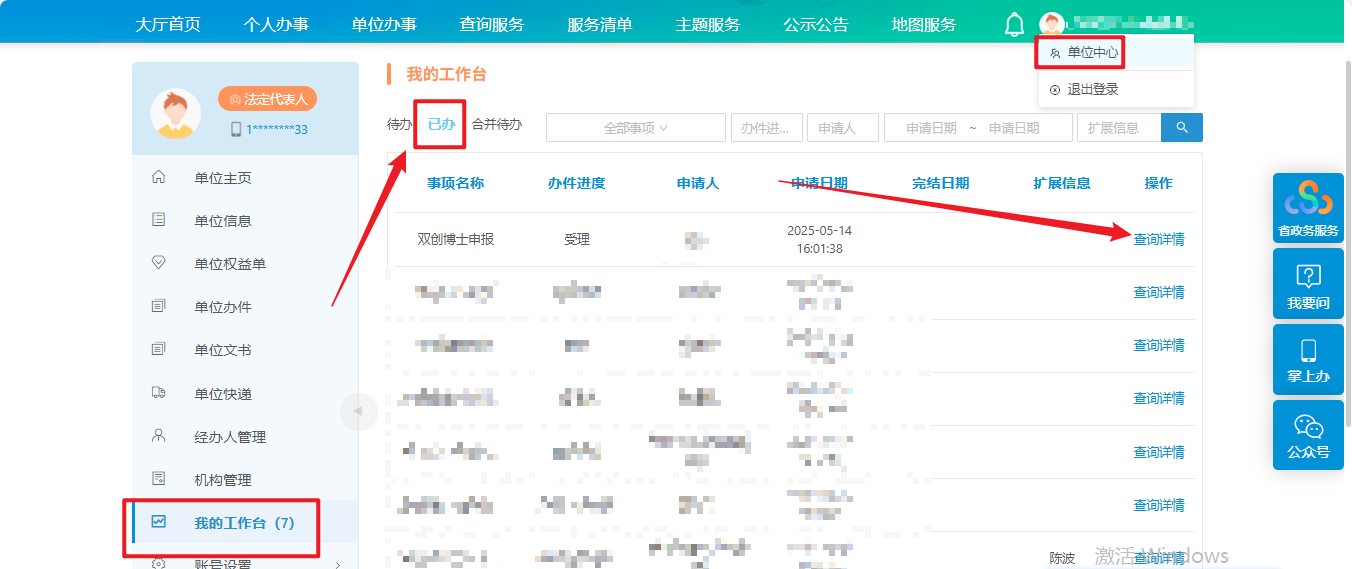 大厅首页 个人办事 单位办事 查询服务 服务清单 主题服务 公示公告 地图服务
单位中心
退出登录
法定代表人
1********33
单位主页
单位信息
单位权益单
单位办件
单位文书
单位快递
经办人管理
机构管理
我的工作台（7）
账号设置
我的工作台
待办 已办 合并待办 全部事项 办件进... 申请人 申请日期 ~ 申请日期 扩展信息
事项名称 办件进度 申请人 申请日期 完结日期 扩展信息 操作
双创博士申报 受理 2025-05-14 16:01:38 查询详情
查询详情
查询详情
查询详情
查询详情
查询详情
陈波 查询详情
激活 Windows
省政务服务
我要问
掌上办
公众号